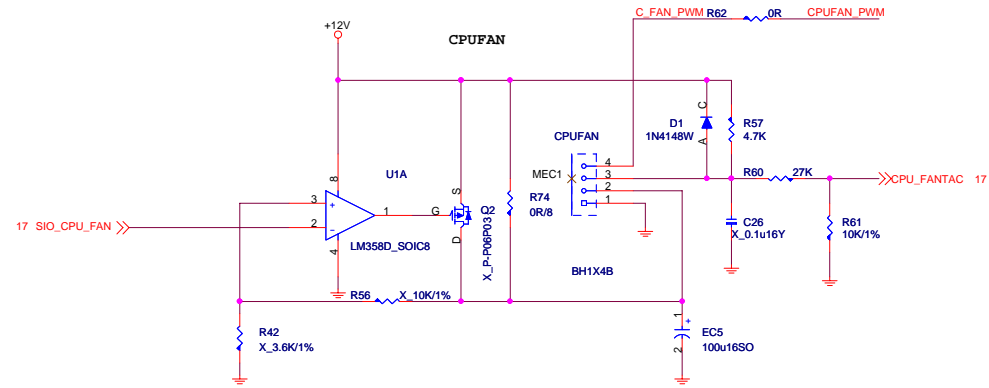 C_FAN_PWM R62 0R CPUFAN_PWM
+12V
CPUFAN
D1
1N4148W
C
A
R57
4.7K
CPUFAN
MEC1
4
3
2
1
R60 27K
CPU_FANTAC 17
U1A
8
3
2
1
4
+
-
LM358D_SOIC8
17 SIO_CPU_FAN
S
G
D
Q2
X_P-P06P03
R74
0R/8
C26
X_0.1u16Y
R61
10K/1%
BH1X4B
R56 X_10K/1%
R42
X_3.6K/1%
1
+
2
EC5
100u16SO